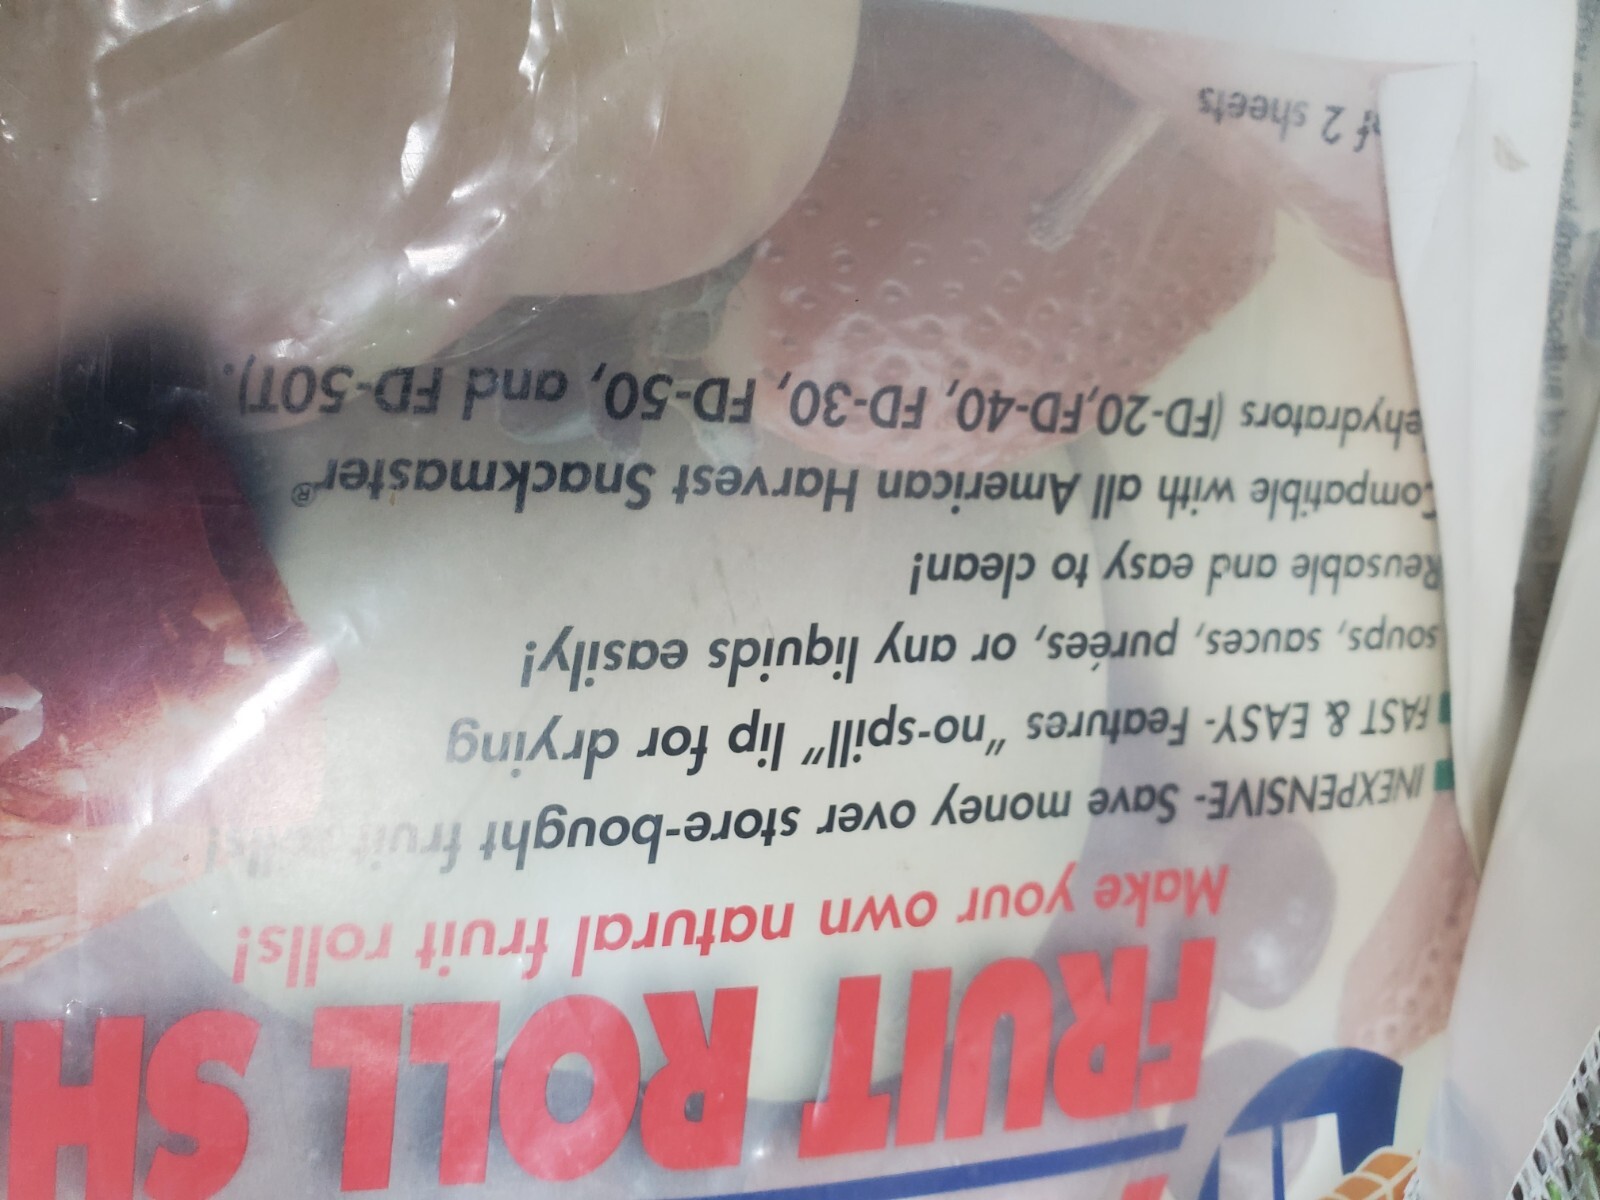 FRUIT ROLL SH
Make your own natural fruit rolls!
INEXPENSIVE- Save money over store-bought fruit rolls!
FAST & EASY- Features "no-spill" lip for drying
soups, sauces, purées, or any liquids easily!
Reusable and easy to clean!
Compatible with all American Harvest Snackmaster®
ehydrators (FD-20,FD-40, FD-30, FD-50, and FD-50T).
of 2 sheets